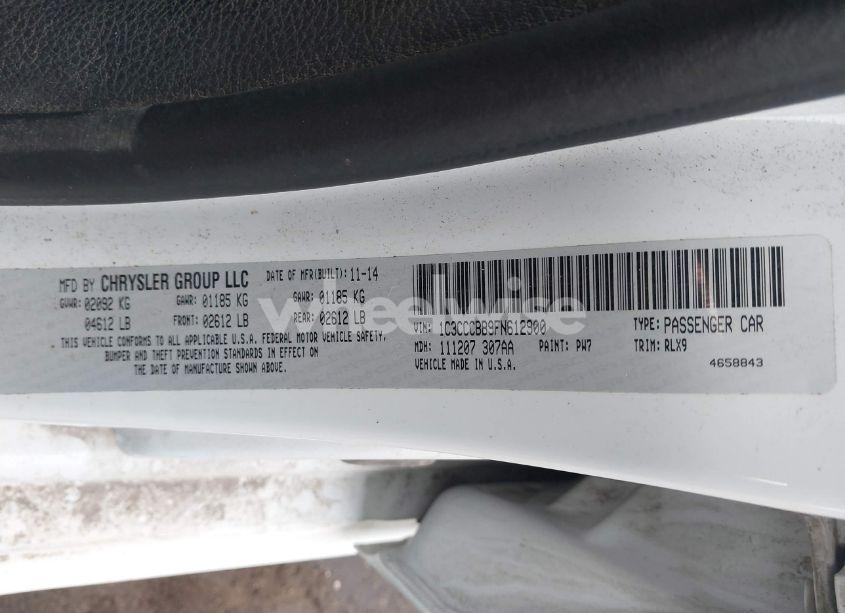 MFD BY CHRYSLER GROUP LLC DATE OF MFR(BUILT): 11-14
GVWR: 02092 KG GAWR: 01185 KG GAWR: 01185 KG
04612 LB FRONT: 02612 LB REAR: 02612 LB
THIS VEHICLE CONFORMS TO ALL APPLICABLE U.S.A. FEDERAL MOTOR VEHICLE SAFETY,
BUMPER AND THEFT PREVENTION STANDARDS IN EFFECT ON
THE DATE OF MANUFACTURE SHOWN ABOVE.
VIN: 1C3CCCBB9FN612900 TYPE: PASSENGER CAR
MDH: 111207 307AA PAINT: PW7 TRIM: RLX9
VEHICLE MADE IN U.S.A. 4658843
wheelwise